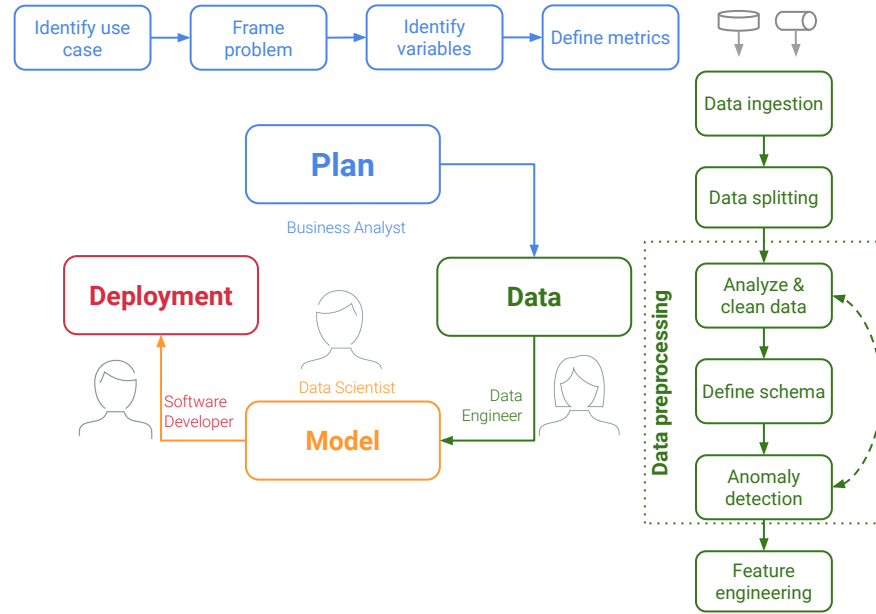 Identify use
case
Frame
problem
Identify
variables
Define metrics
Data ingestion
Data splitting
Data preprocessing
Analyze &
clean data
Define schema
Anomaly
detection
Feature
engineering
Plan
Business Analyst
Data
Data
Engineer
Model
Data Scientist
Deployment
Software
Developer